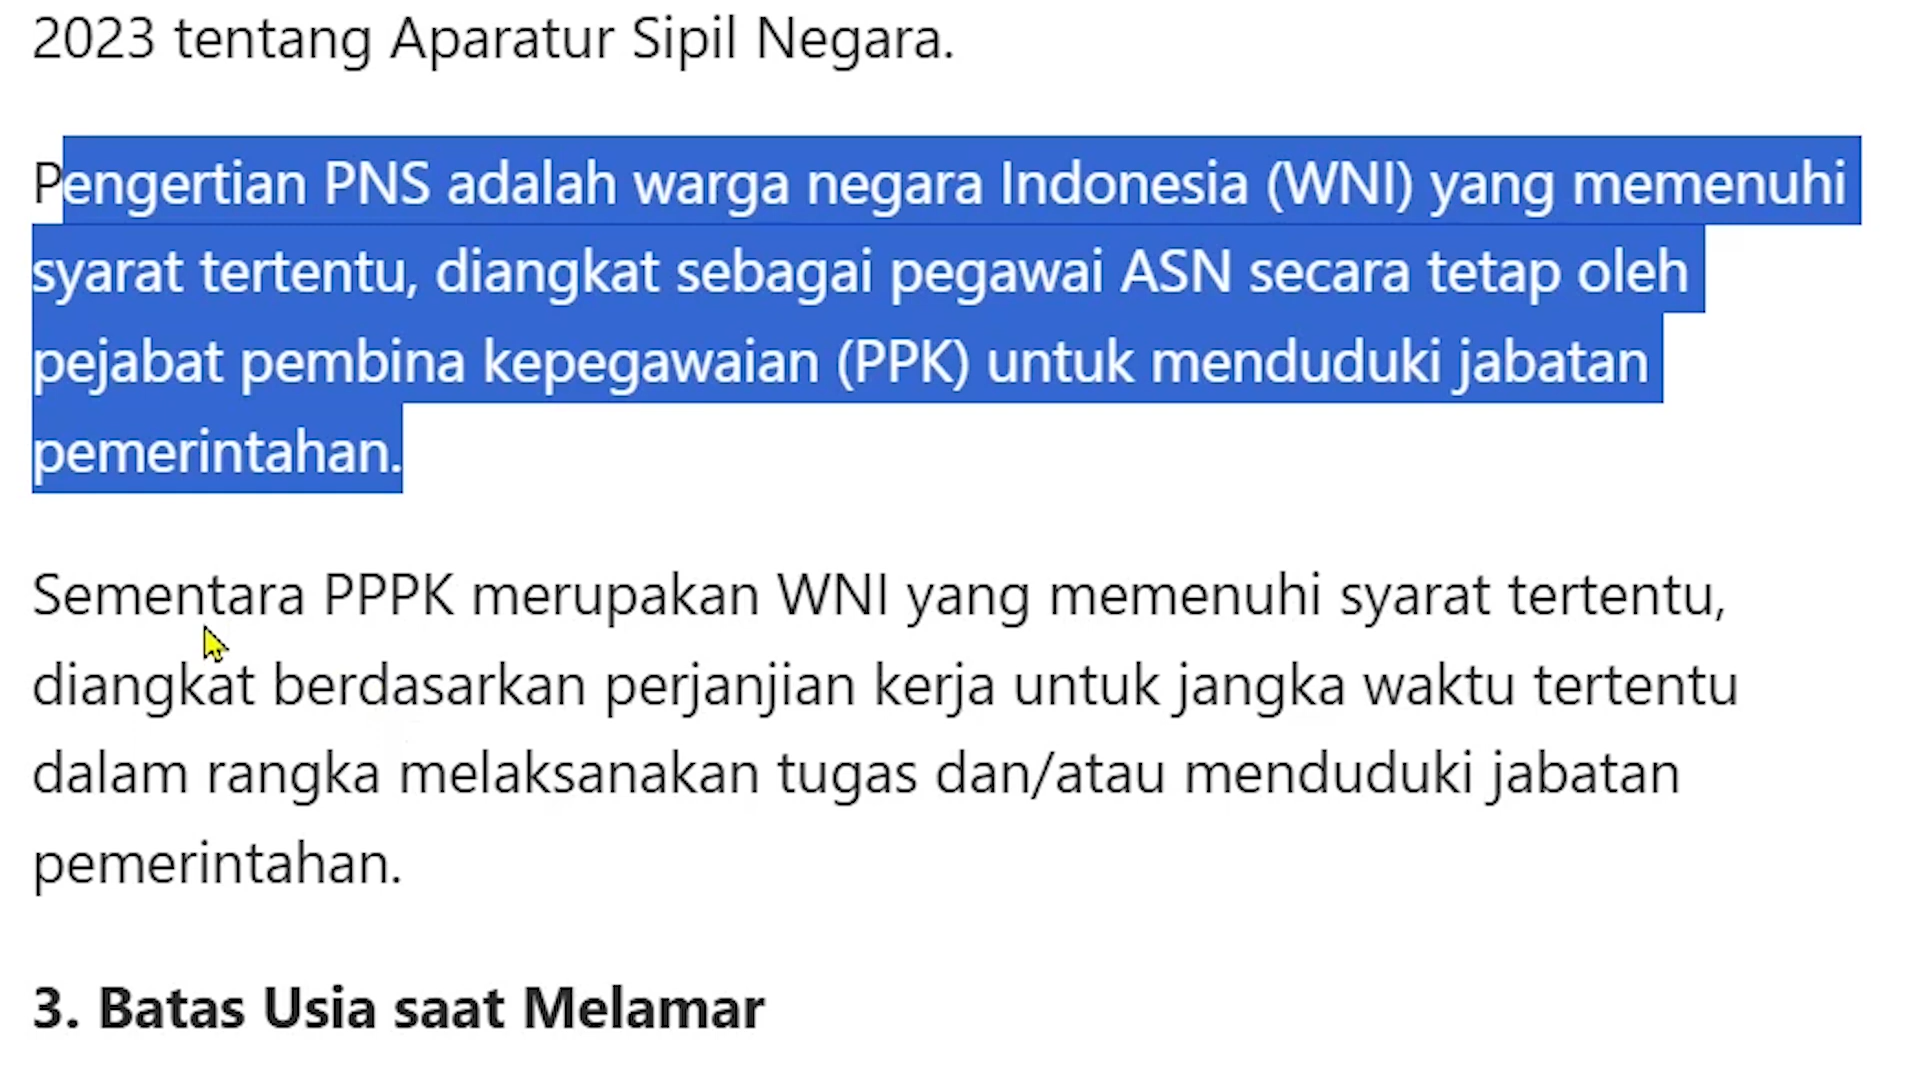 2023 tentang Aparatur Sipil Negara.
Pengertian PNS adalah warga negara Indonesia (WNI) yang memenuhi
syarat tertentu, diangkat sebagai pegawai ASN secara tetap oleh
pejabat pembina kepegawaian (PPK) untuk menduduki jabatan
pemerintahan.
Sementara PPPK merupakan WNI yang memenuhi syarat tertentu,
diangkat berdasarkan perjanjian kerja untuk jangka waktu tertentu
dalam rangka melaksanakan tugas dan/atau menduduki jabatan
pemerintahan.
3. Batas Usia saat Melamar